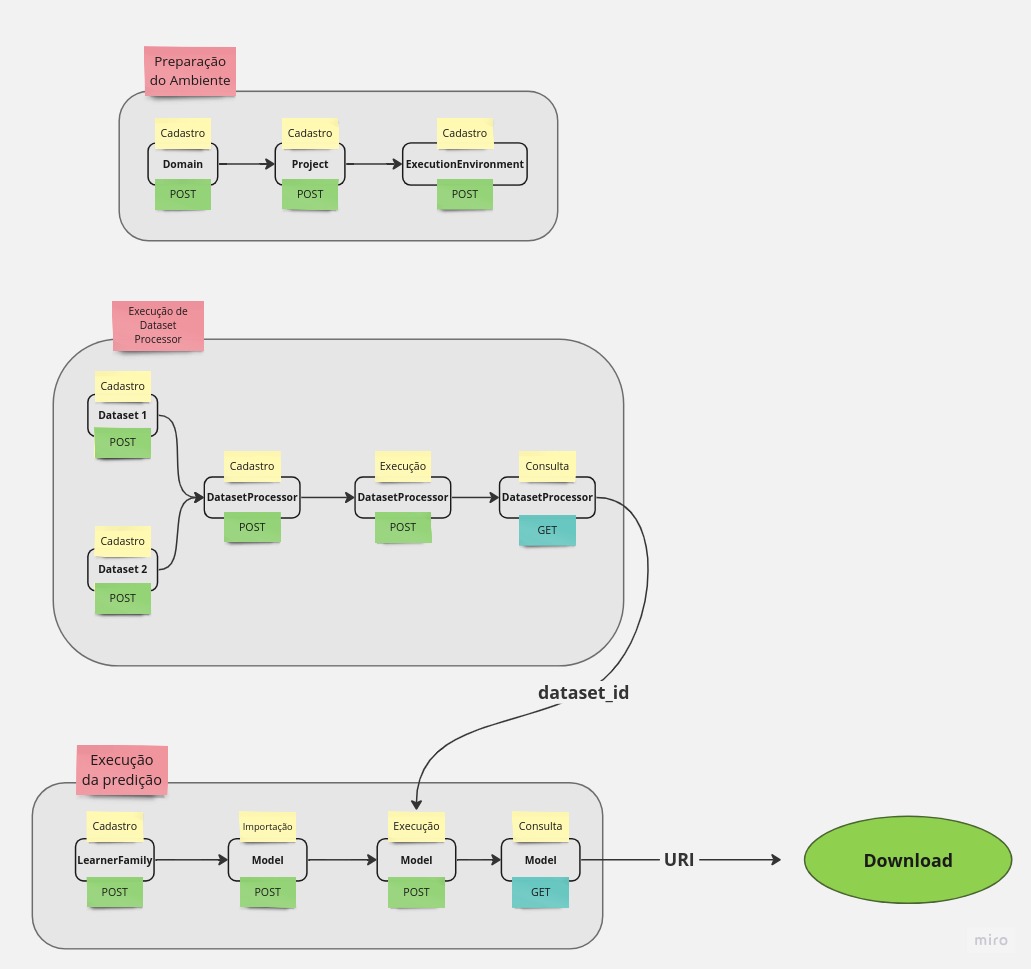 Preparação
do Ambiente
Cadastro
Domain
POST
Cadastro
Project
POST
Cadastro
ExecutionEnvironment
POST
Execução de
Dataset
Processor
Cadastro
Dataset 1
POST
Cadastro
Dataset 2
POST
Cadastro
DatasetProcessor
POST
Execução
DatasetProcessor
POST
Consulta
DatasetProcessor
GET
dataset_id
Execução
da predição
Cadastro
LearnerFamily
POST
Importação
Model
POST
Execução
Model
POST
Consulta
Model
GET
URI
Download
miro